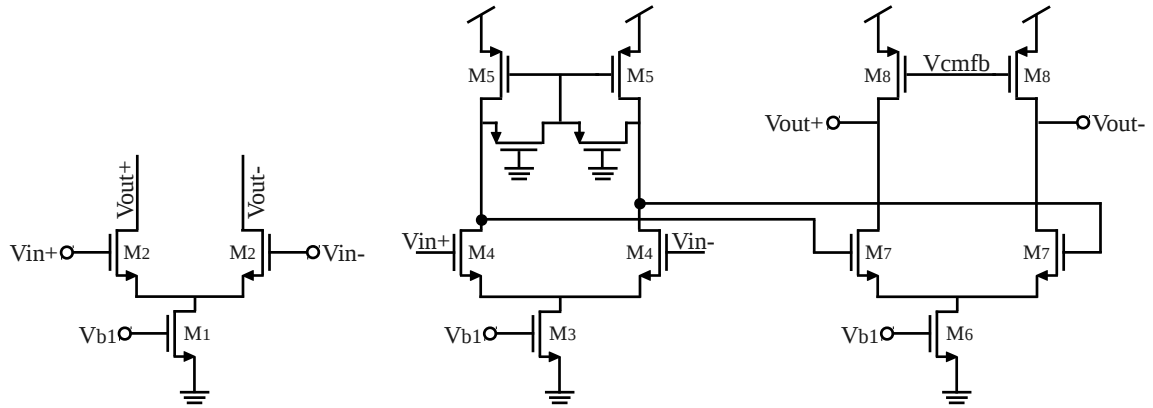 M5 M5 M8 Vcmfb M8
Vout+ Vout-
Vout+ Vout-
Vin+ M2 M2 Vin- Vin+ M4 M4 Vin- M7 M7
Vb1 M1 Vb1 M3 Vb1 M6